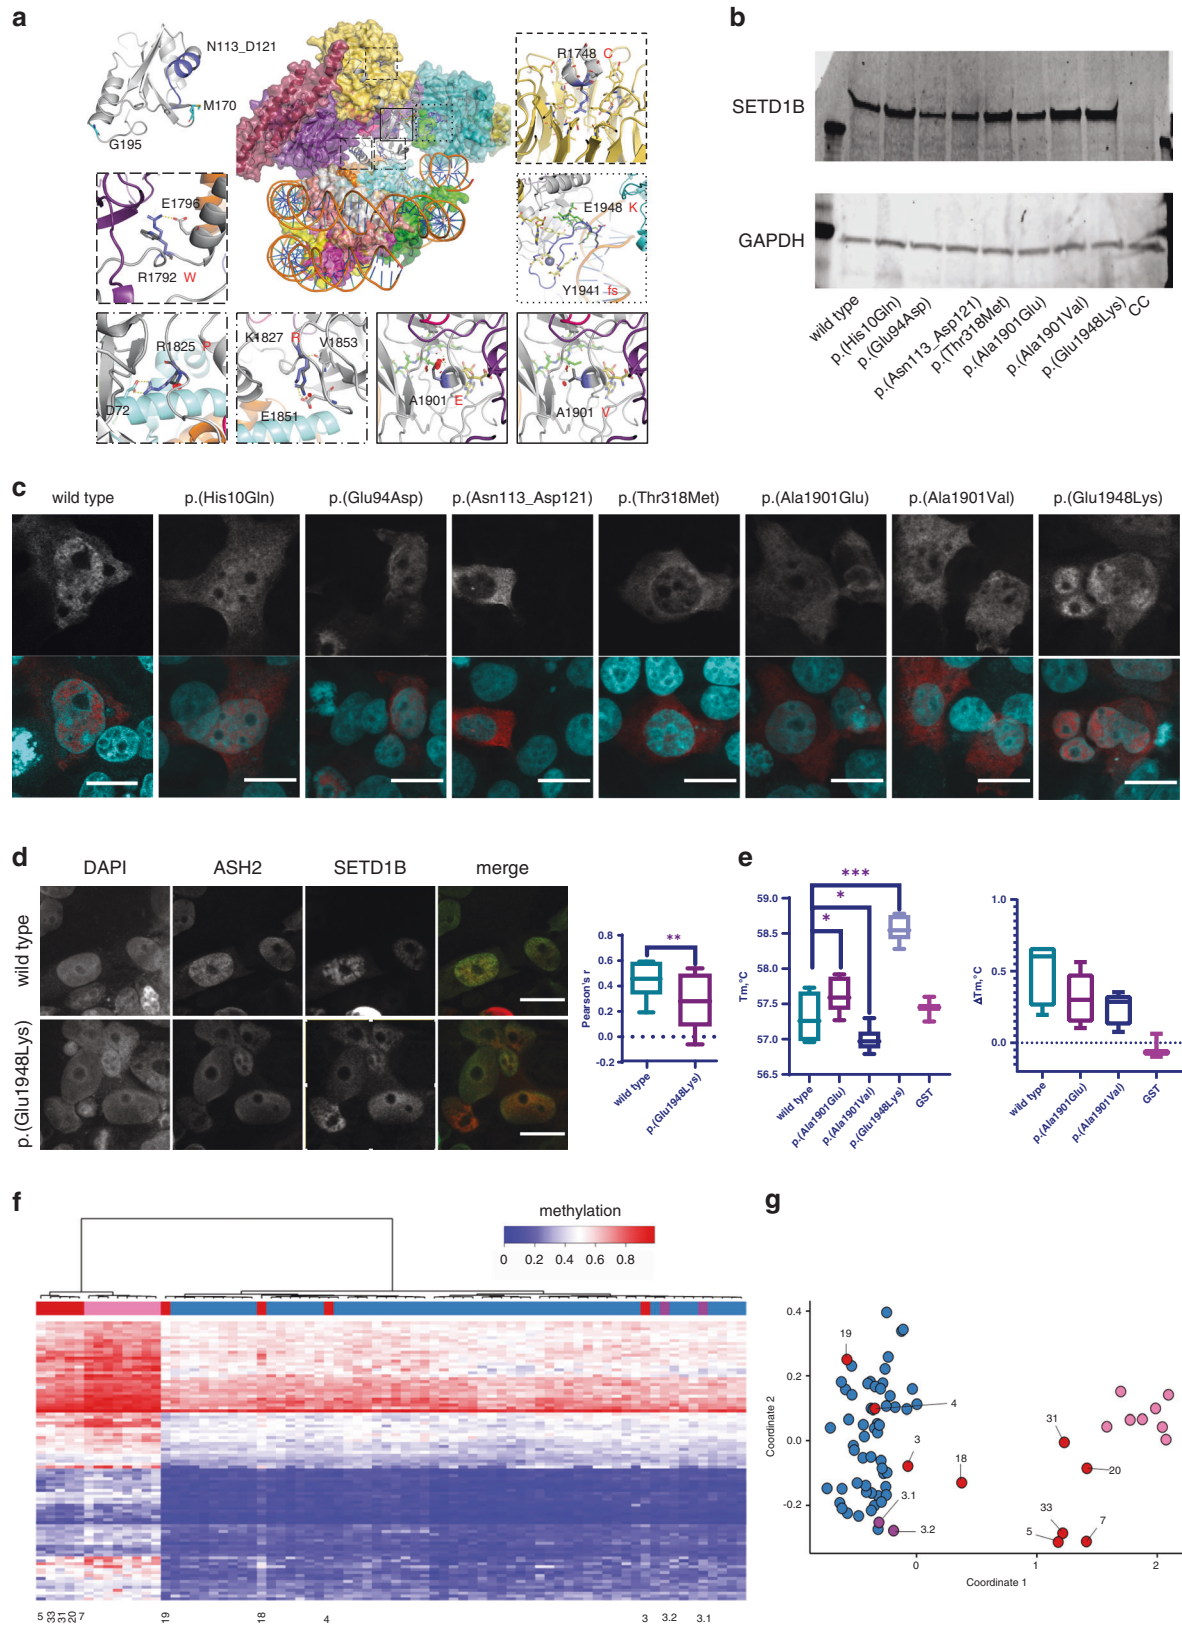 a
N113_D121
M170
G195
R1748 C
E1796
R1792 W
E1948 K
Y1941 fs
R1825 P
D72
K1827 R
V1853
E1851
A1901 E
A1901 V
b
SETD1B
GAPDH
wild type
p.(His10Gln)
p.(Glu94Asp)
p.(Asn113_Asp121)
p.(Thr318Met)
p.(Ala1901Glu)
p.(Ala1901Val)
p.(Glu1948Lys)
CC
c
wild type
p.(His10Gln)
p.(Glu94Asp)
p.(Asn113_Asp121)
p.(Thr318Met)
p.(Ala1901Glu)
p.(Ala1901Val)
p.(Glu1948Lys)
d
DAPI
ASH2
SETD1B
merge
wild type
p.(Glu1948Lys)
Pearson's r
0.8
0.6
0.4
0.2
0.0
-0.2
**
wild type
p.(Glu1948Lys)
e
Tm,°C
59.0
58.5
58.0
57.5
57.0
56.5
***
*
*
wild type
p.(Ala1901Glu)
p.(Ala1901Val)
p.(Glu1948Lys)
GST
ΔTm,°C
1.0
0.5
0.0
wild type
p.(Ala1901Glu)
p.(Ala1901Val)
GST
f
methylation
0 0.2 0.4 0.6 0.8
5 33 31 20 7 19 18 4 3 3.2 3.1
g
Coordinate 2
0.4
0.2
0.0
-0.2
19
4
3
18
31
20
3.1
3.2
33
5
7
0 1 2
Coordinate 1